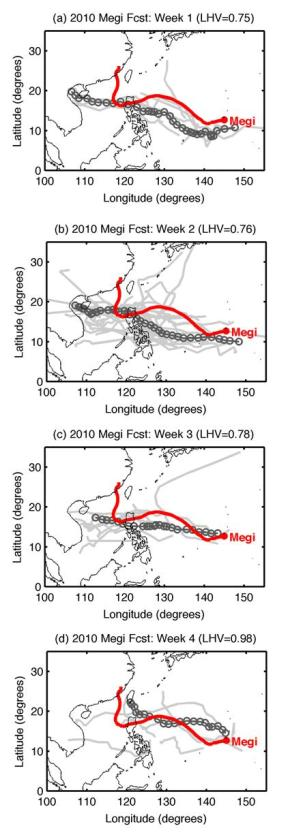 (a) 2010 Megi Fcst: Week 1 (LHV=0.75)
Latitude (degrees)
30
20
10
0
Megi
100 110 120 130 140 150
Longitude (degrees)
(b) 2010 Megi Fcst: Week 2 (LHV=0.76)
Latitude (degrees)
30
20
10
0
Megi
100 110 120 130 140 150
Longitude (degrees)
(c) 2010 Megi Fcst: Week 3 (LHV=0.78)
Latitude (degrees)
30
20
10
0
Megi
100 110 120 130 140 150
Longitude (degrees)
(d) 2010 Megi Fcst: Week 4 (LHV=0.98)
Latitude (degrees)
30
20
10
0
Megi
100 110 120 130 140 150
Longitude (degrees)